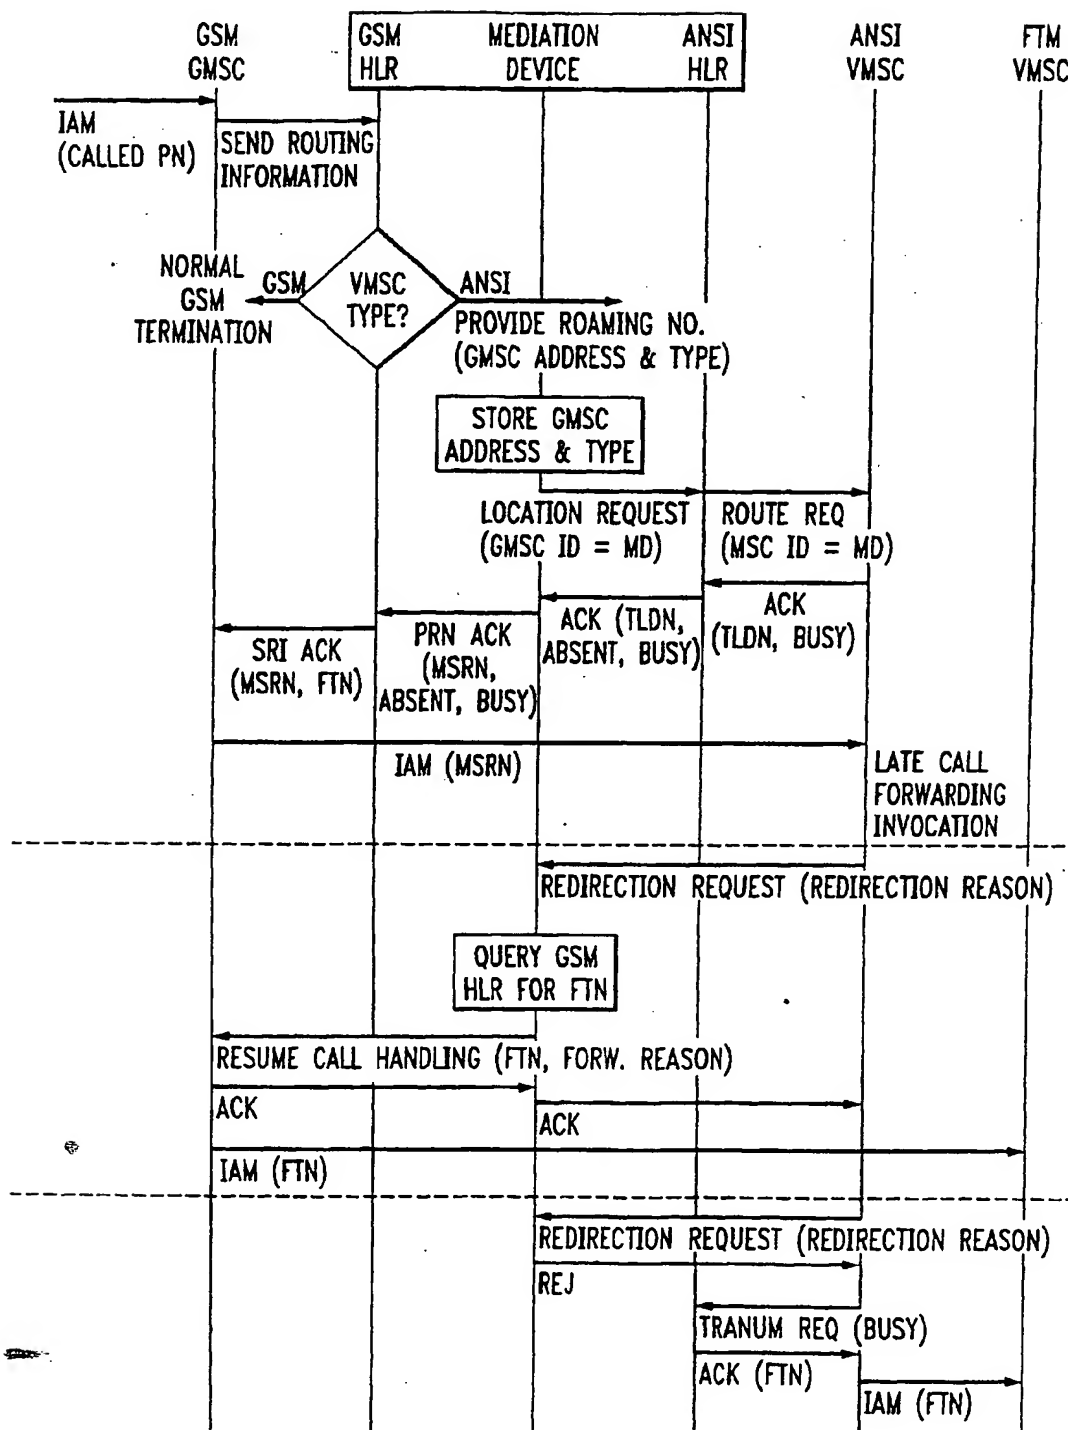 GSM
GMSC
GSM
HLR
MEDIATION
DEVICE
ANSI
HLR
ANSI
VMSC
FTM
VMSC
IAM
(CALLED PN)
SEND ROUTING
INFORMATION
NORMAL
GSM
TERMINATION
GSM
VMSC
TYPE?
ANSI
PROVIDE ROAMING NO.
(GMSC ADDRESS & TYPE)
STORE GMSC
ADDRESS & TYPE
LOCATION REQUEST
(GMSC ID = MD)
ROUTE REQ
(MSC ID = MD)
ACK
(TLDN, BUSY)
ACK (TLDN,
ABSENT, BUSY)
PRN ACK
(MSRN,
ABSENT, BUSY)
SRI ACK
(MSRN, FTN)
IAM (MSRN)
LATE CALL
FORWARDING
INVOCATION
REDIRECTION REQUEST (REDIRECTION REASON)
QUERY GSM
HLR FOR FTN
RESUME CALL HANDLING (FTN, FORW. REASON)
ACK
ACK
IAM (FTN)
REDIRECTION REQUEST (REDIRECTION REASON)
REJ
TRANUM REQ (BUSY)
ACK (FTN)
IAM (FTN)